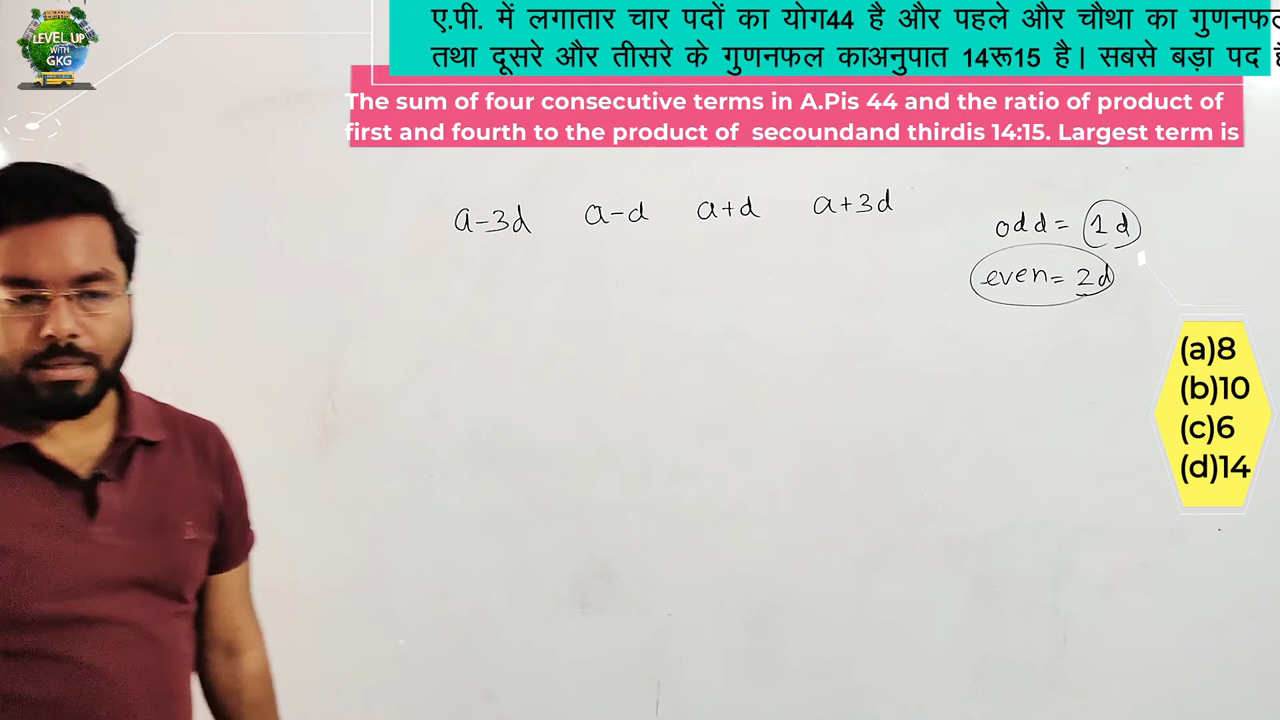 LEVEL UP
WITH
GKG
ए.पी. में लगातार चार पदों का योग44 है और पहले और चौथा का गुणनफल
तथा दूसरे और तीसरे के गुणनफल काअनुपात 14रू15 है। सबसे बड़ा पद
The sum of four consecutive terms in A.Pis 44 and the ratio of product of
first and fourth to the product of secoundand thirdis 14:15. Largest term is
a-3d a-d a+d a+3d
odd= 1d
even= 2d
(a)8
(b)10
(c)6
(d)14